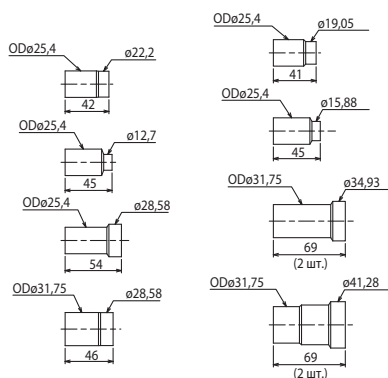 ODø25,4 ø22,2
42
ODø25,4 ø12,7
45
ODø25,4 ø28,58
54
ODø31,75 ø28,58
46
ODø25,4 ø19,05
41
ODø25,4 ø15,88
45
ODø31,75 ø34,93
69
(2 шт.)
ODø31,75 ø41,28
69
(2 шт.)